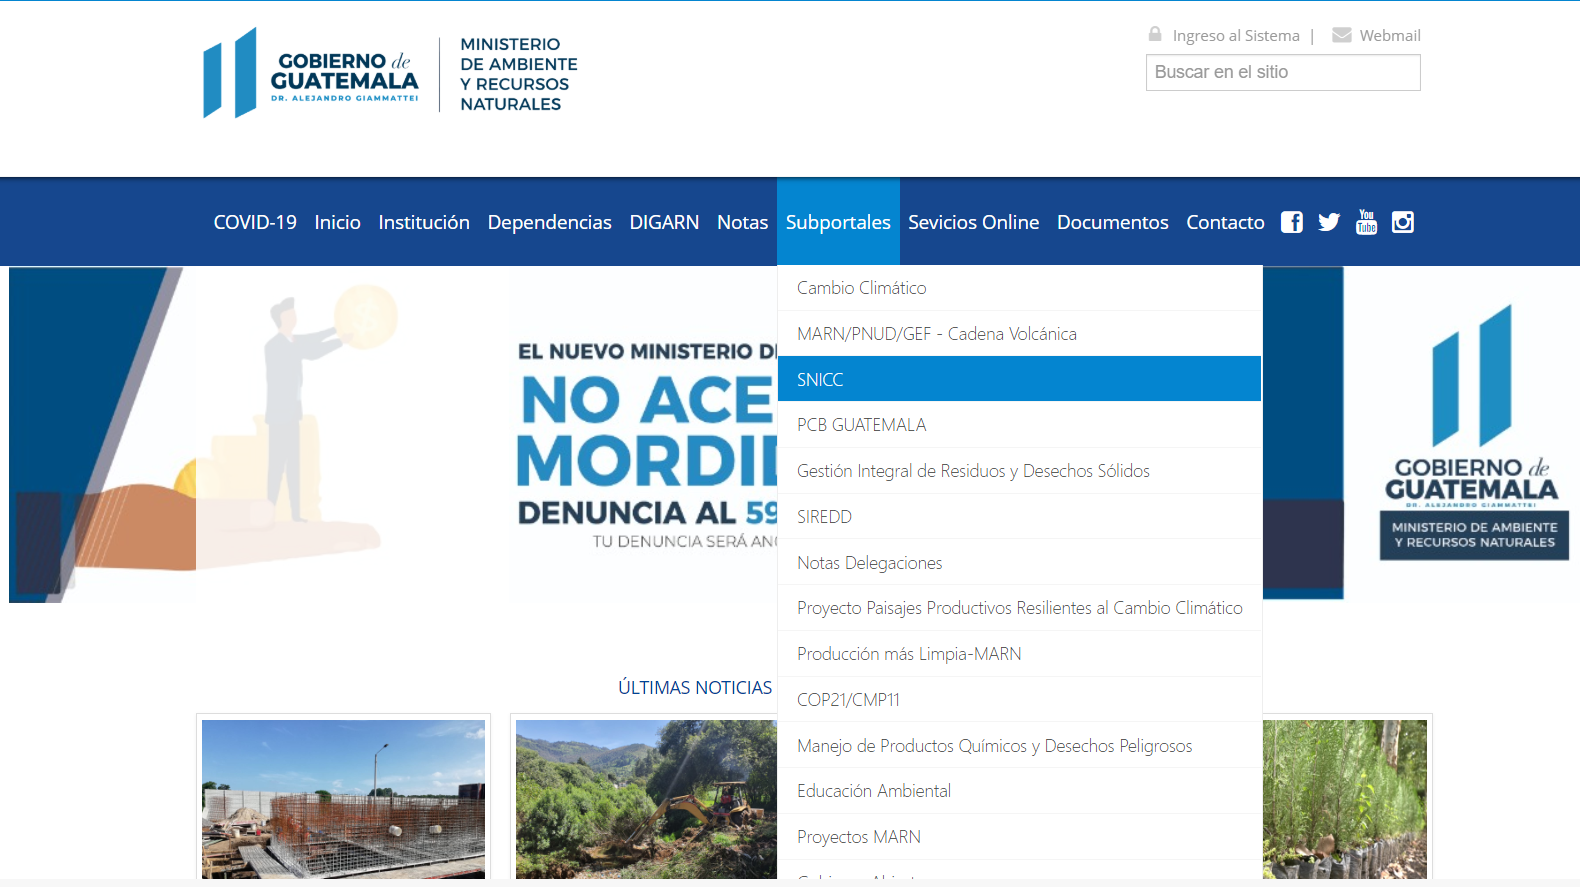 GOBIERNO de
GUATEMALA
DR. ALEJANDRO GIAMMATTEI
MINISTERIO
DE AMBIENTE
Y RECURSOS
NATURALES
Ingreso al Sistema | Webmail
Buscar en el sitio
COVID-19 Inicio Institución Dependencias DIGARN Notas Subportales Sevicios Online Documentos Contacto
You
Tube
Cambio Climático
MARN/PNUD/GEF - Cadena Volcánica
SNICC
PCB GUATEMALA
Gestión Integral de Residuos y Desechos Sólidos
SIREDD
Notas Delegaciones
Proyecto Paisajes Productivos Resilientes al Cambio Climático
Producción más Limpia-MARN
COP21/CMP11
Manejo de Productos Químicos y Desechos Peligrosos
Educación Ambiental
Proyectos MARN
EL NUEVO MINISTERIO
NO ACE
MORDI
DENUNCIA AL 59
TU DENUNCIA SERÁ
GOBIERNO de
GUATEMALA
DR. ALEJANDRO GIAMMATTEI
MINISTERIO DE AMBIENTE
Y RECURSOS NATURALES
ÚLTIMAS NOTICIAS